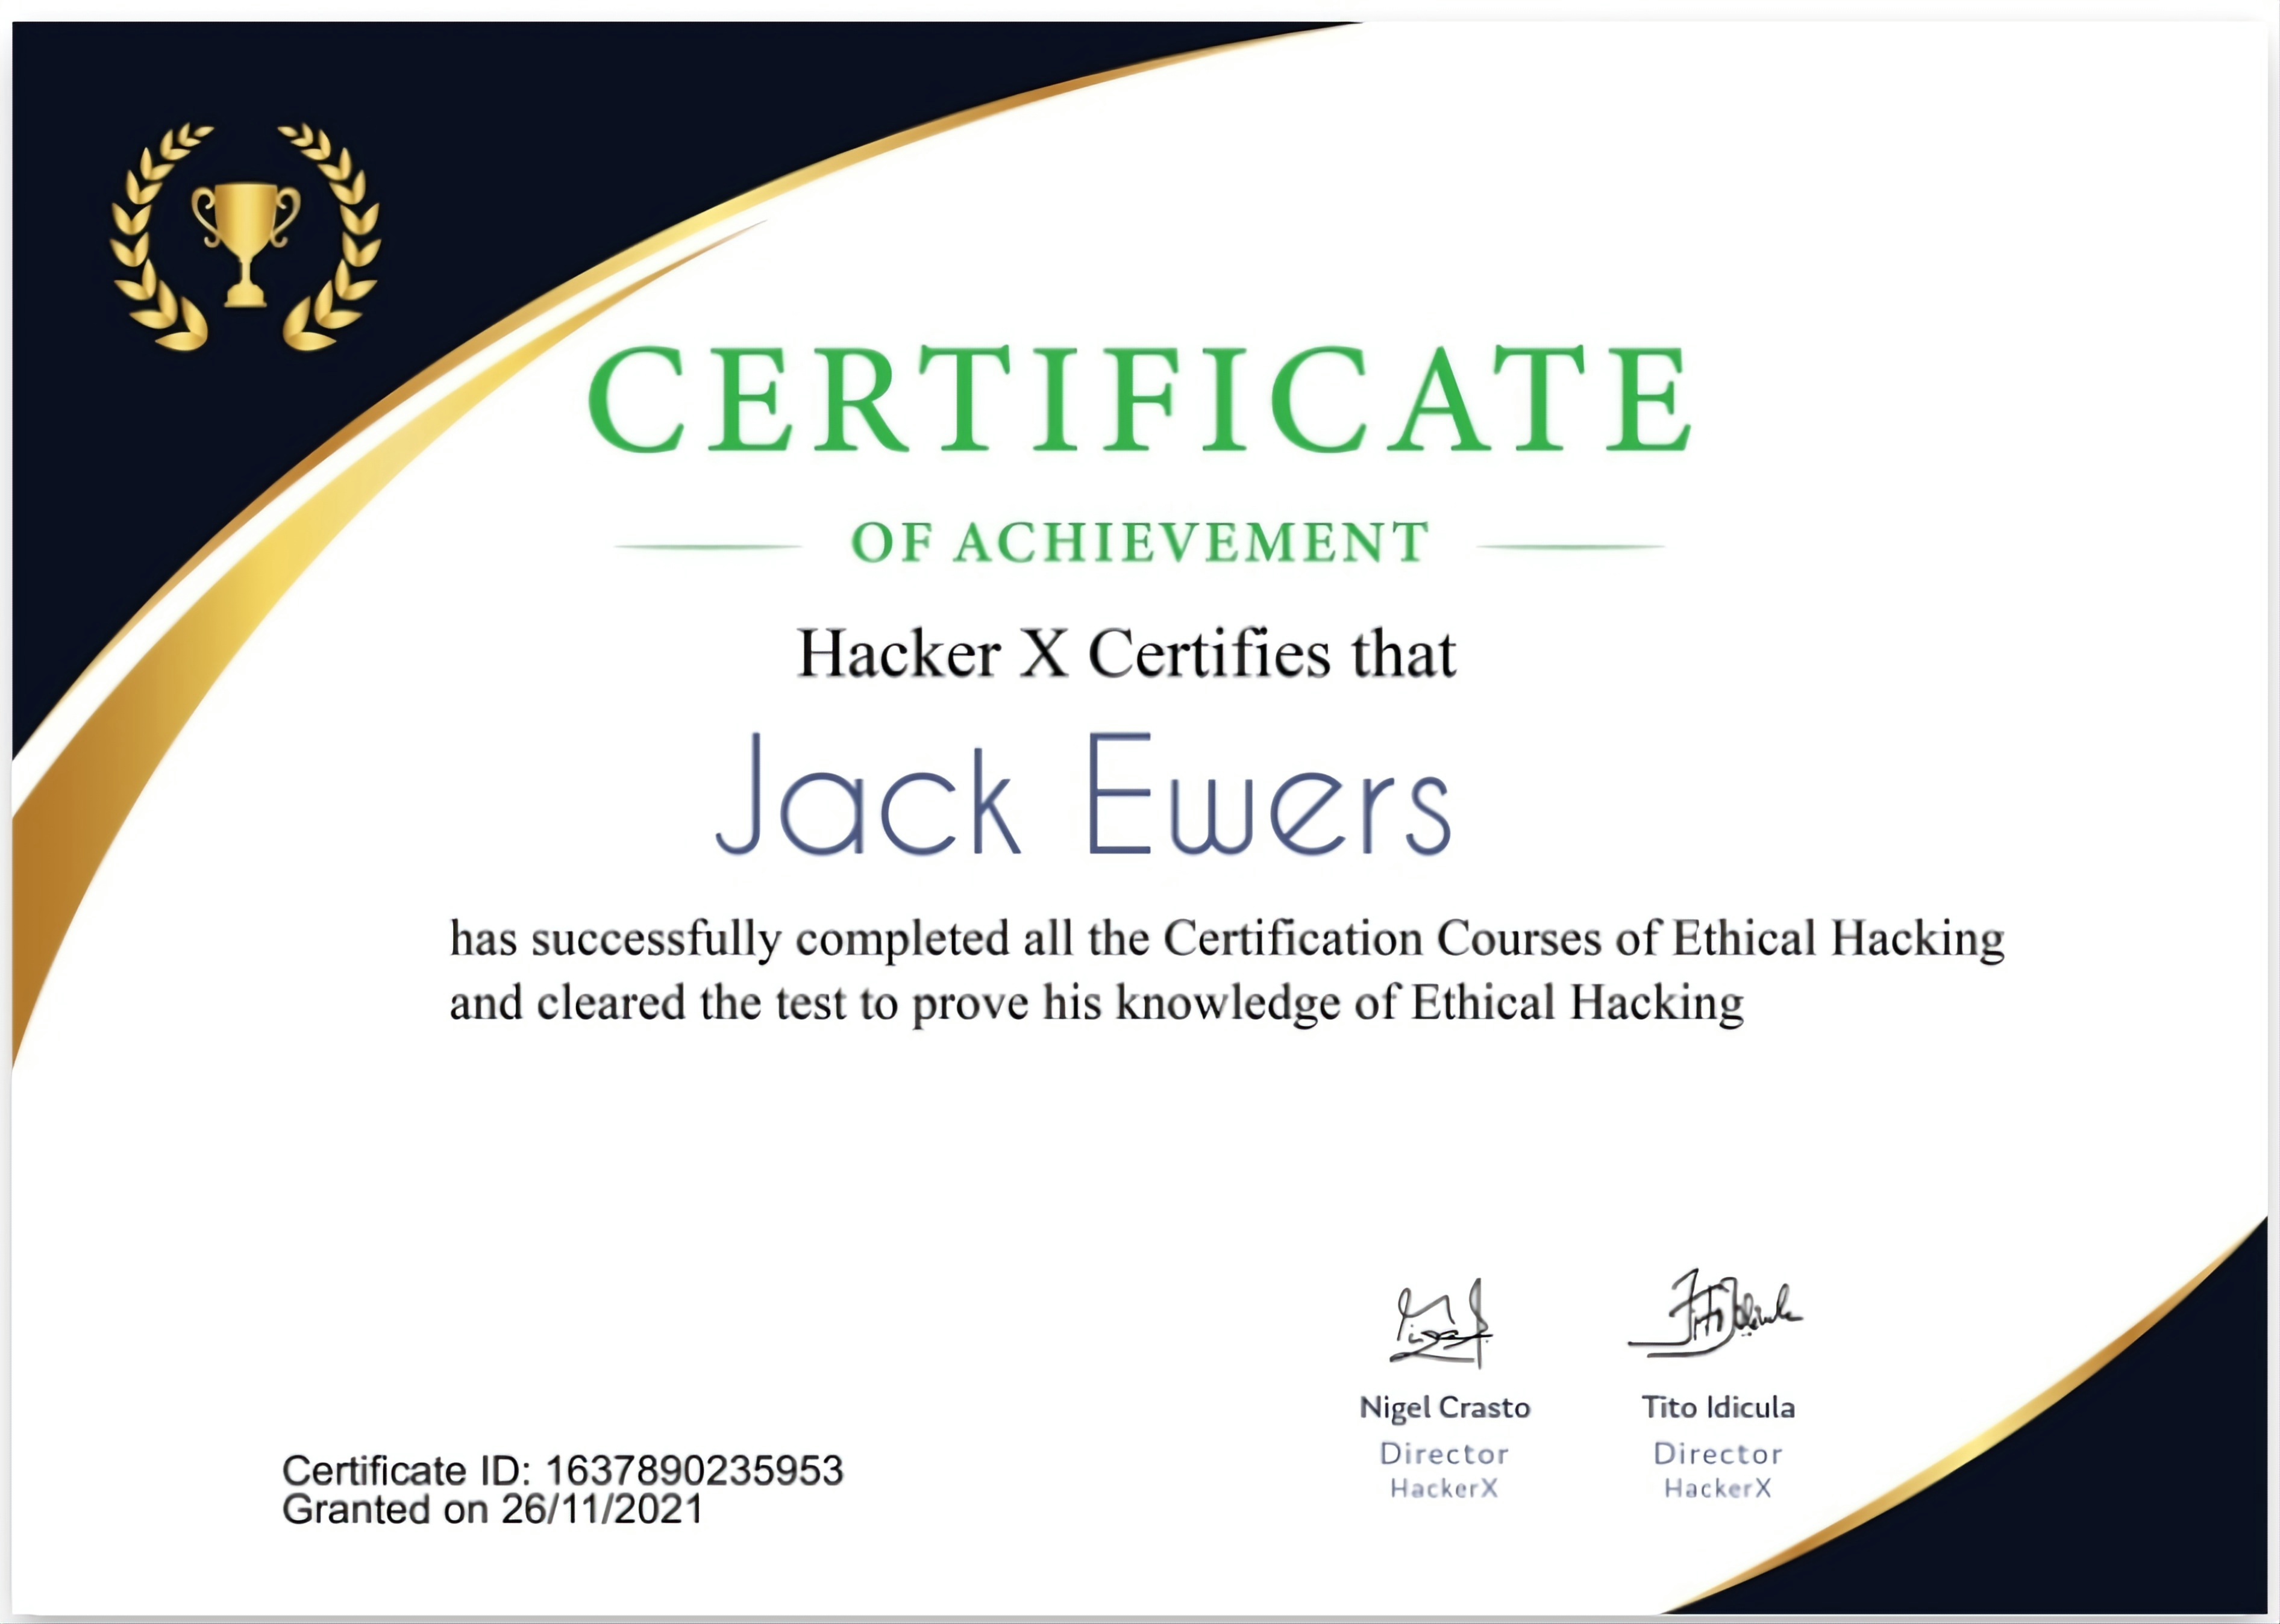 CERTIFICATE
OF ACHIEVEMENT
Hacker X Certifies that
Jack Ewers
has successfully completed all the Certification Courses of Ethical Hacking
and cleared the test to prove his knowledge of Ethical Hacking
Nigel Crasto
Director
HackerX
Tito Idicula
Director
HackerX
Certificate ID: 1637890235953
Granted on 26/11/2021